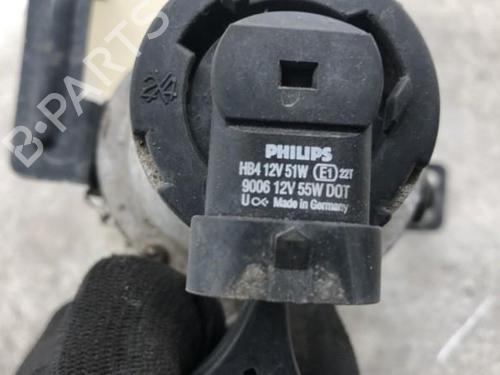 B-PARTS
PHILIPS
HB4 12V 51W E1 22T
9006 12V 55W DOT
U Made in Germany